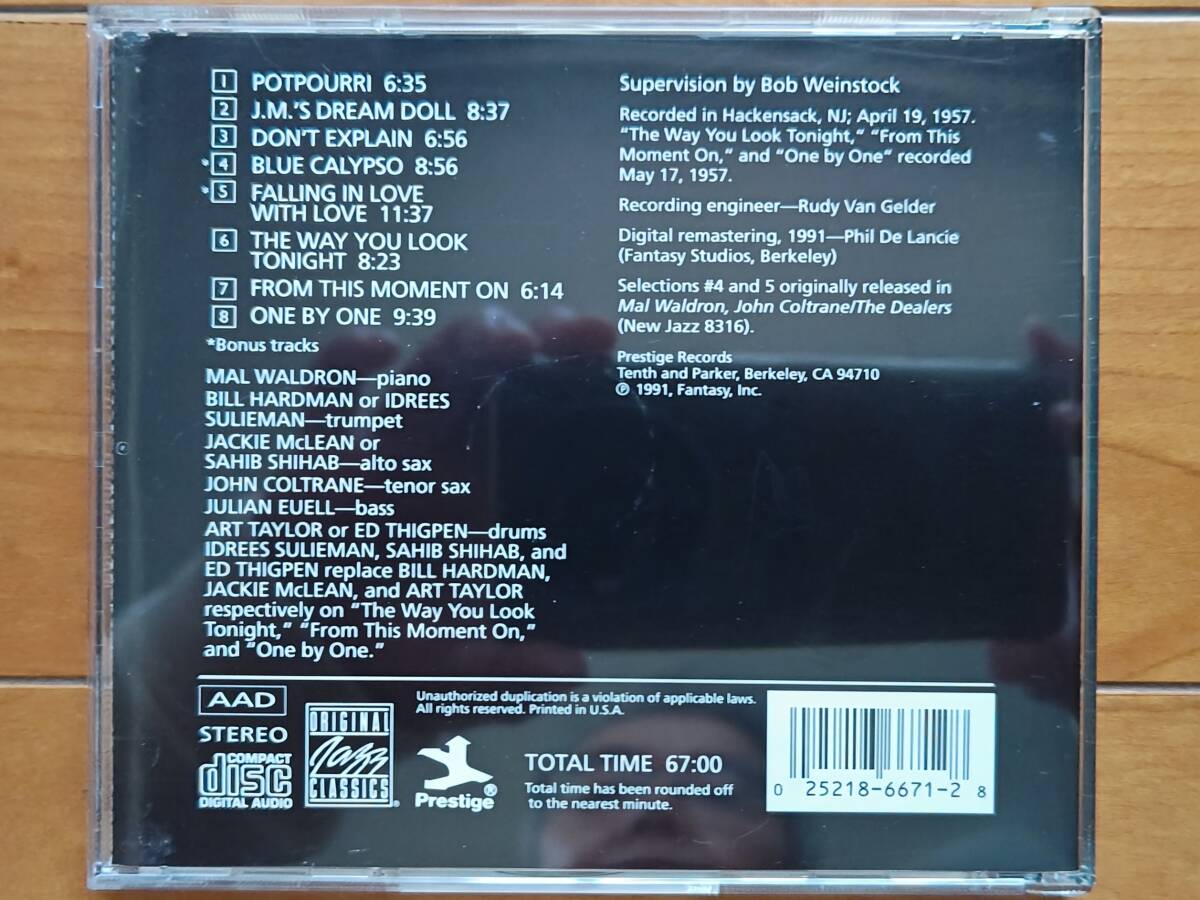 1 POTPOURRI 6:35
2 J.M.'S DREAM DOLL 8:37
3 DON'T EXPLAIN 6:56
*4 BLUE CALYPSO 8:56
*5 FALLING IN LOVE
WITH LOVE 11:37
6 THE WAY YOU LOOK
TONIGHT 8:23
7 FROM THIS MOMENT ON 6:14
8 ONE BY ONE 9:39
*Bonus tracks
MAL WALDRON—piano
BILL HARDMAN or IDREES
SULIEMAN—trumpet
JACKIE McLEAN or
SAHIB SHIHAB—alto sax
JOHN COLTRANE—tenor sax
JULIAN EUELL—bass
ART TAYLOR or ED THIGPEN—drums
IDREES SULIEMAN, SAHIB SHIHAB, and
ED THIGPEN replace BILL HARDMAN,
JACKIE McLEAN, and ART TAYLOR
respectively on "The Way You Look
Tonight," "From This Moment On,"
and "One by One."
Supervision by Bob Weinstock
Recorded in Hackensack, NJ; April 19, 1957.
"The Way You Look Tonight," "From This
Moment On," and "One by One" recorded
May 17, 1957.
Recording engineer—Rudy Van Gelder
Digital remastering, 1991—Phil De Lancie
(Fantasy Studios, Berkeley)
Selections #4 and 5 originally released in
Mal Waldron, John Coltrane/The Dealers
(New Jazz 8316).
Prestige Records
Tenth and Parker, Berkeley, CA 94710
℗ 1991, Fantasy, Inc.
AAD
STEREO
COMPACT
disc
DIGITAL AUDIO
ORIGINAL
Jazz
CLASSICS®
Prestige®
Unauthorized duplication is a violation of applicable laws.
All rights reserved. Printed in U.S.A.
TOTAL TIME 67:00
Total time has been rounded off
to the nearest minute.
0 25218-6671-2 8